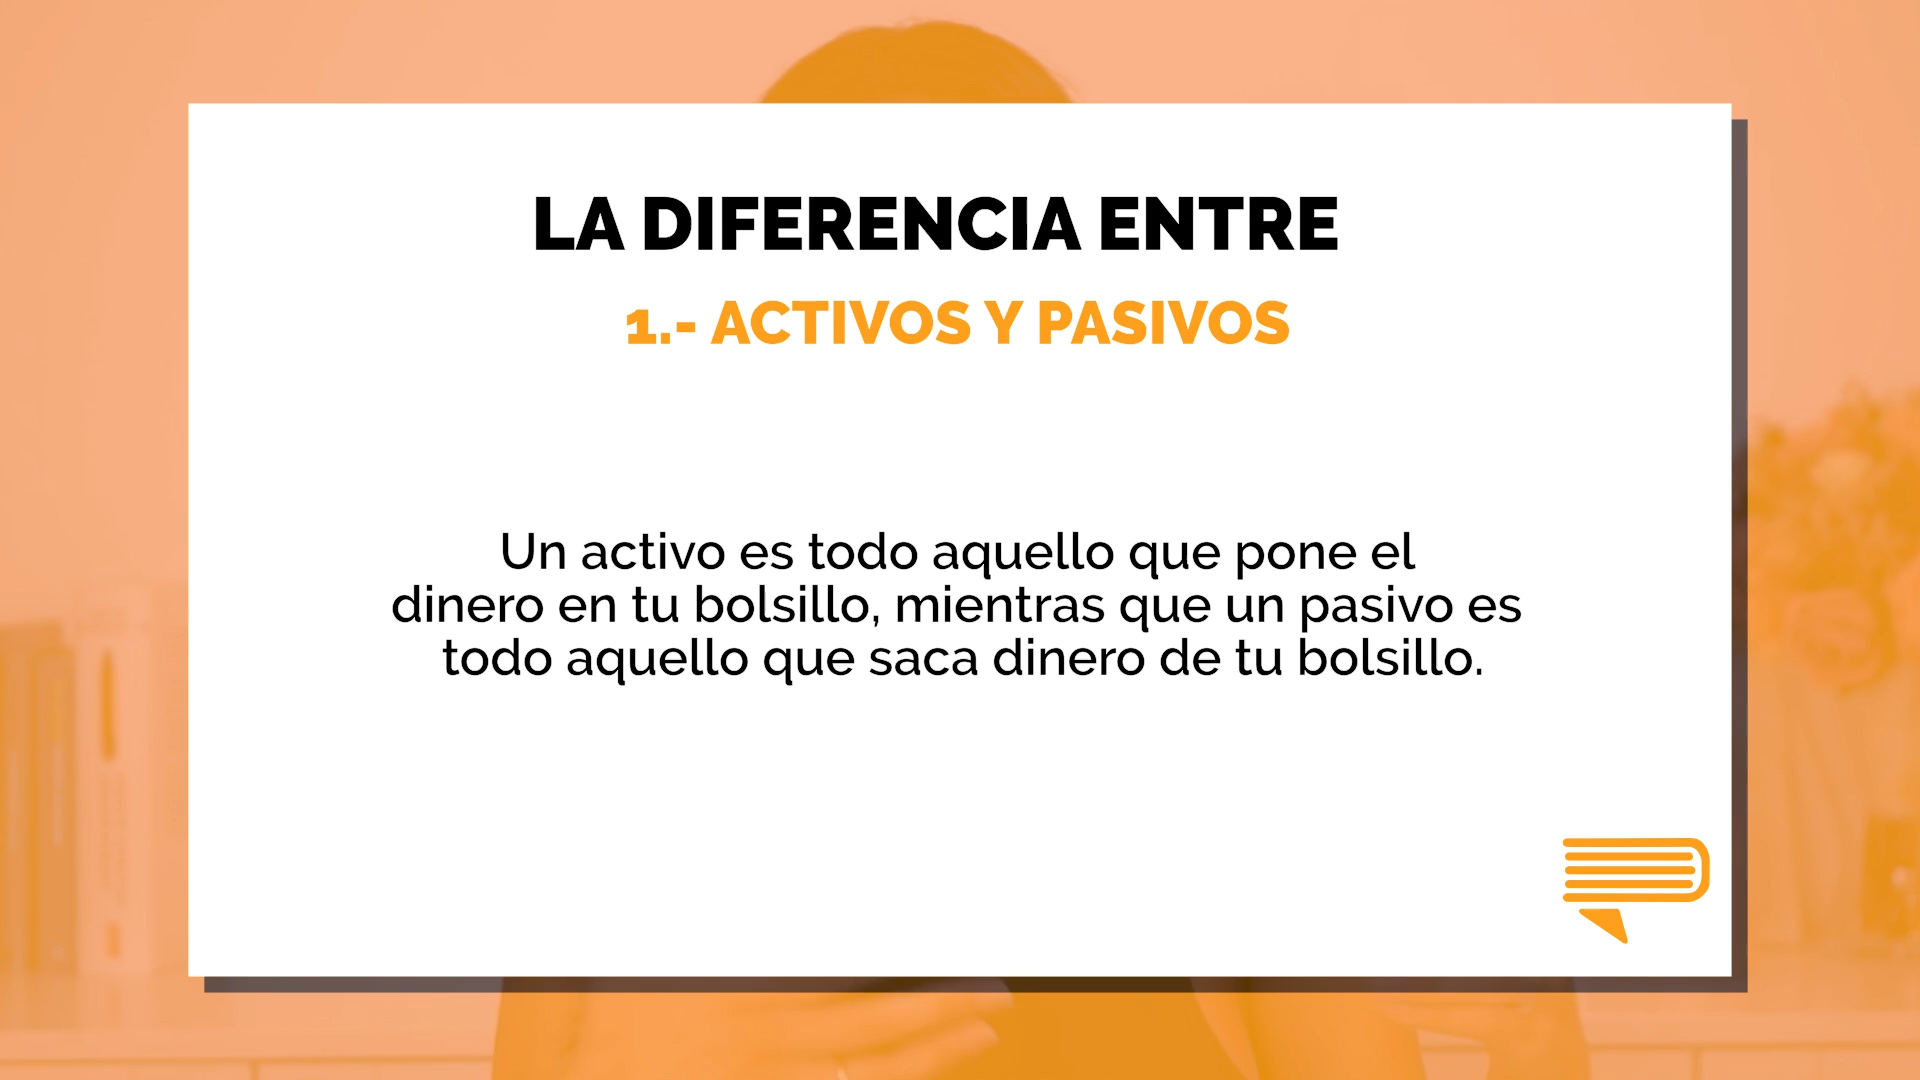 LA DIFERENCIA ENTRE
1.- ACTIVOS Y PASIVOS
Un activo es todo aquello que pone el
dinero en tu bolsillo, mientras que un pasivo es
todo aquello que saca dinero de tu bolsillo.